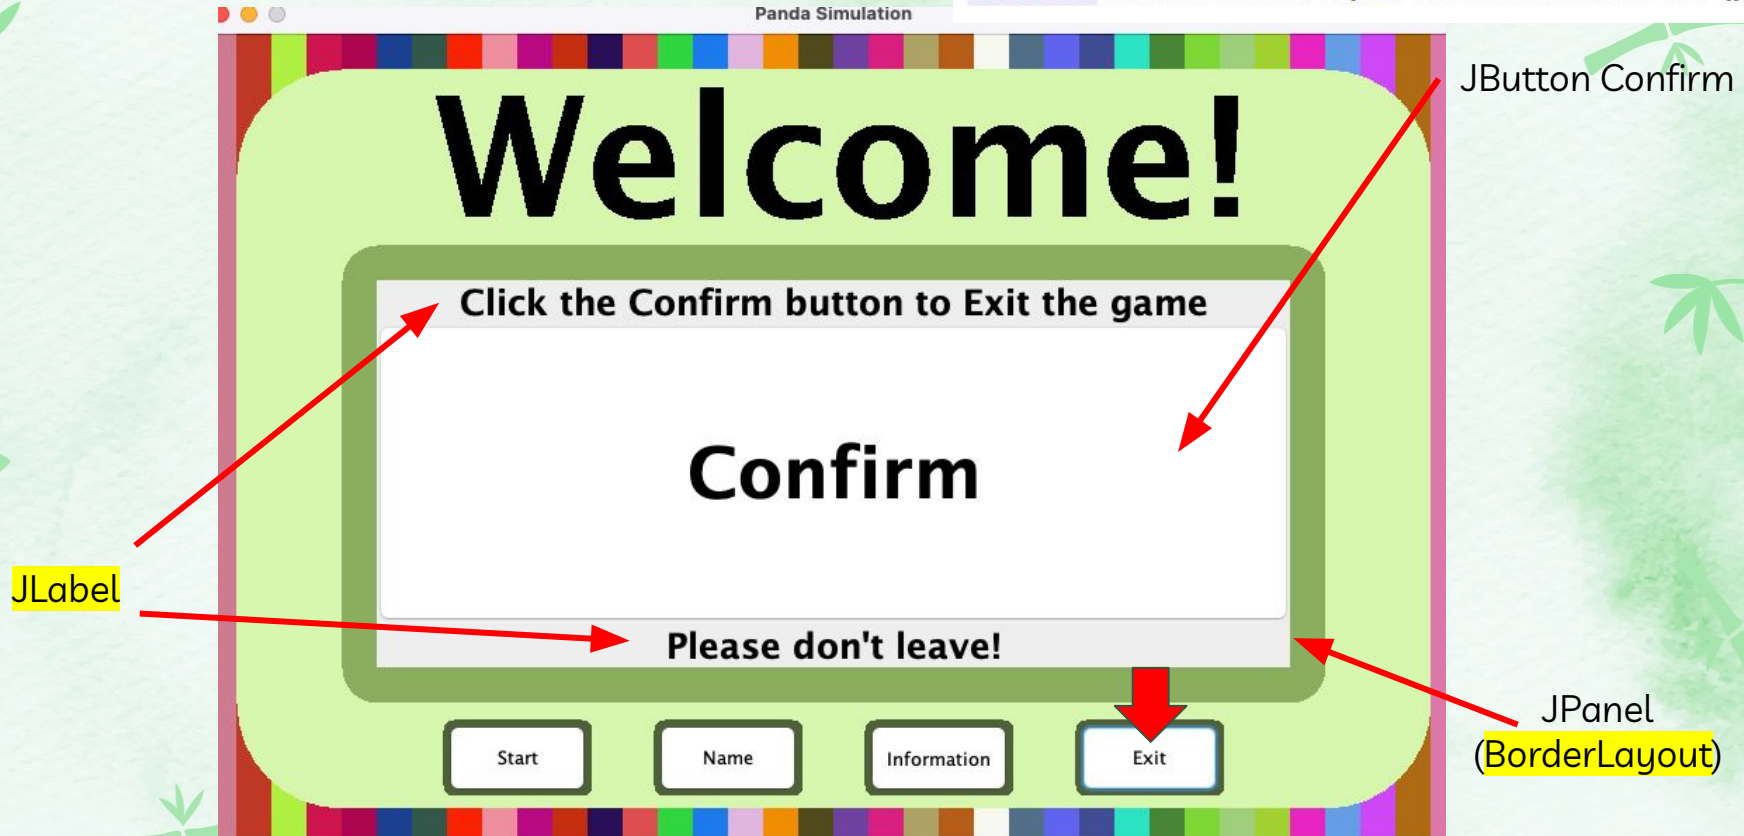 Panda Simulation
JButton Confirm
Welcome!
Click the Confirm button to Exit the game
Confirm
JLabel
Please don't leave!
JPanel
(BorderLayout)
Start
Name
Information
Exit